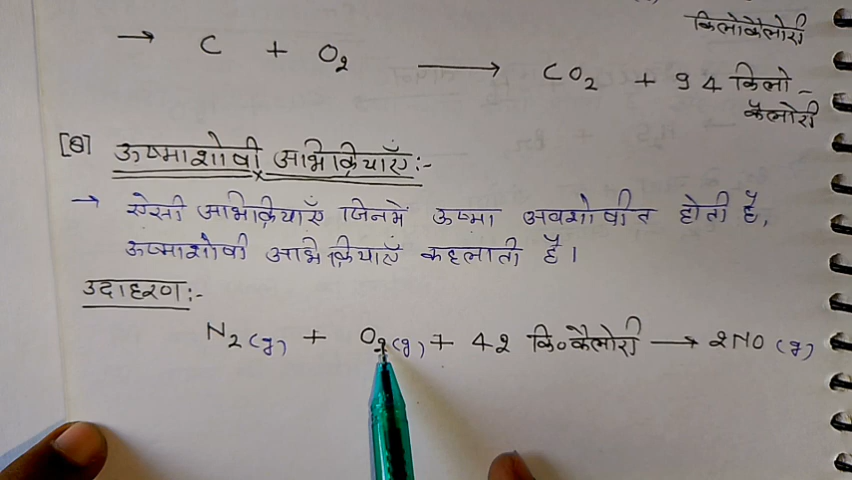 किलोकैलोरी
→ C + O2 ⟶ CO2 + 94 किलो-
कैलोरी
[B] ऊष्माशोषी अभिक्रियाएँ:-
→ ऐसी अभिक्रियाएँ जिनमें ऊष्मा अवशोषीत होती है,
ऊष्माशोषी अभिक्रियाएँ कहलाती है।
उदाहरण:-
N2(g) + O2(g) + 42 कि०कैलोरी → 2NO(g)